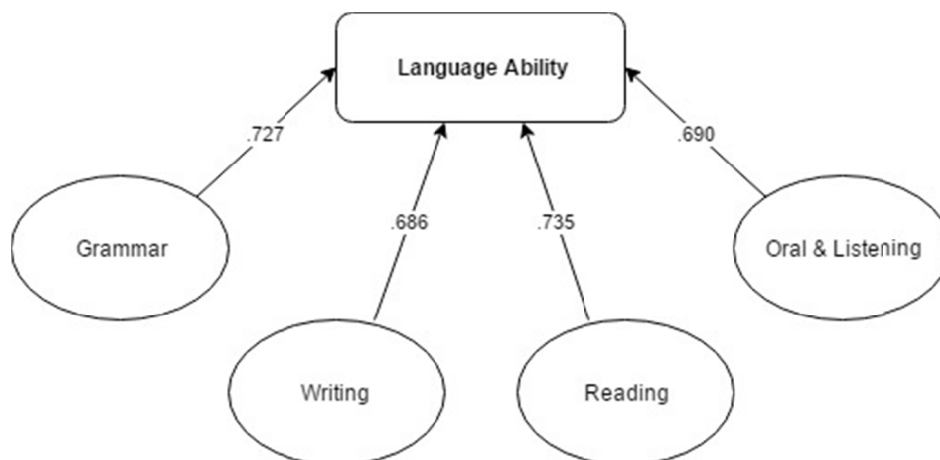 Language Ability
.727
.690
.686
.735
Grammar
Oral & Listening
Writing
Reading